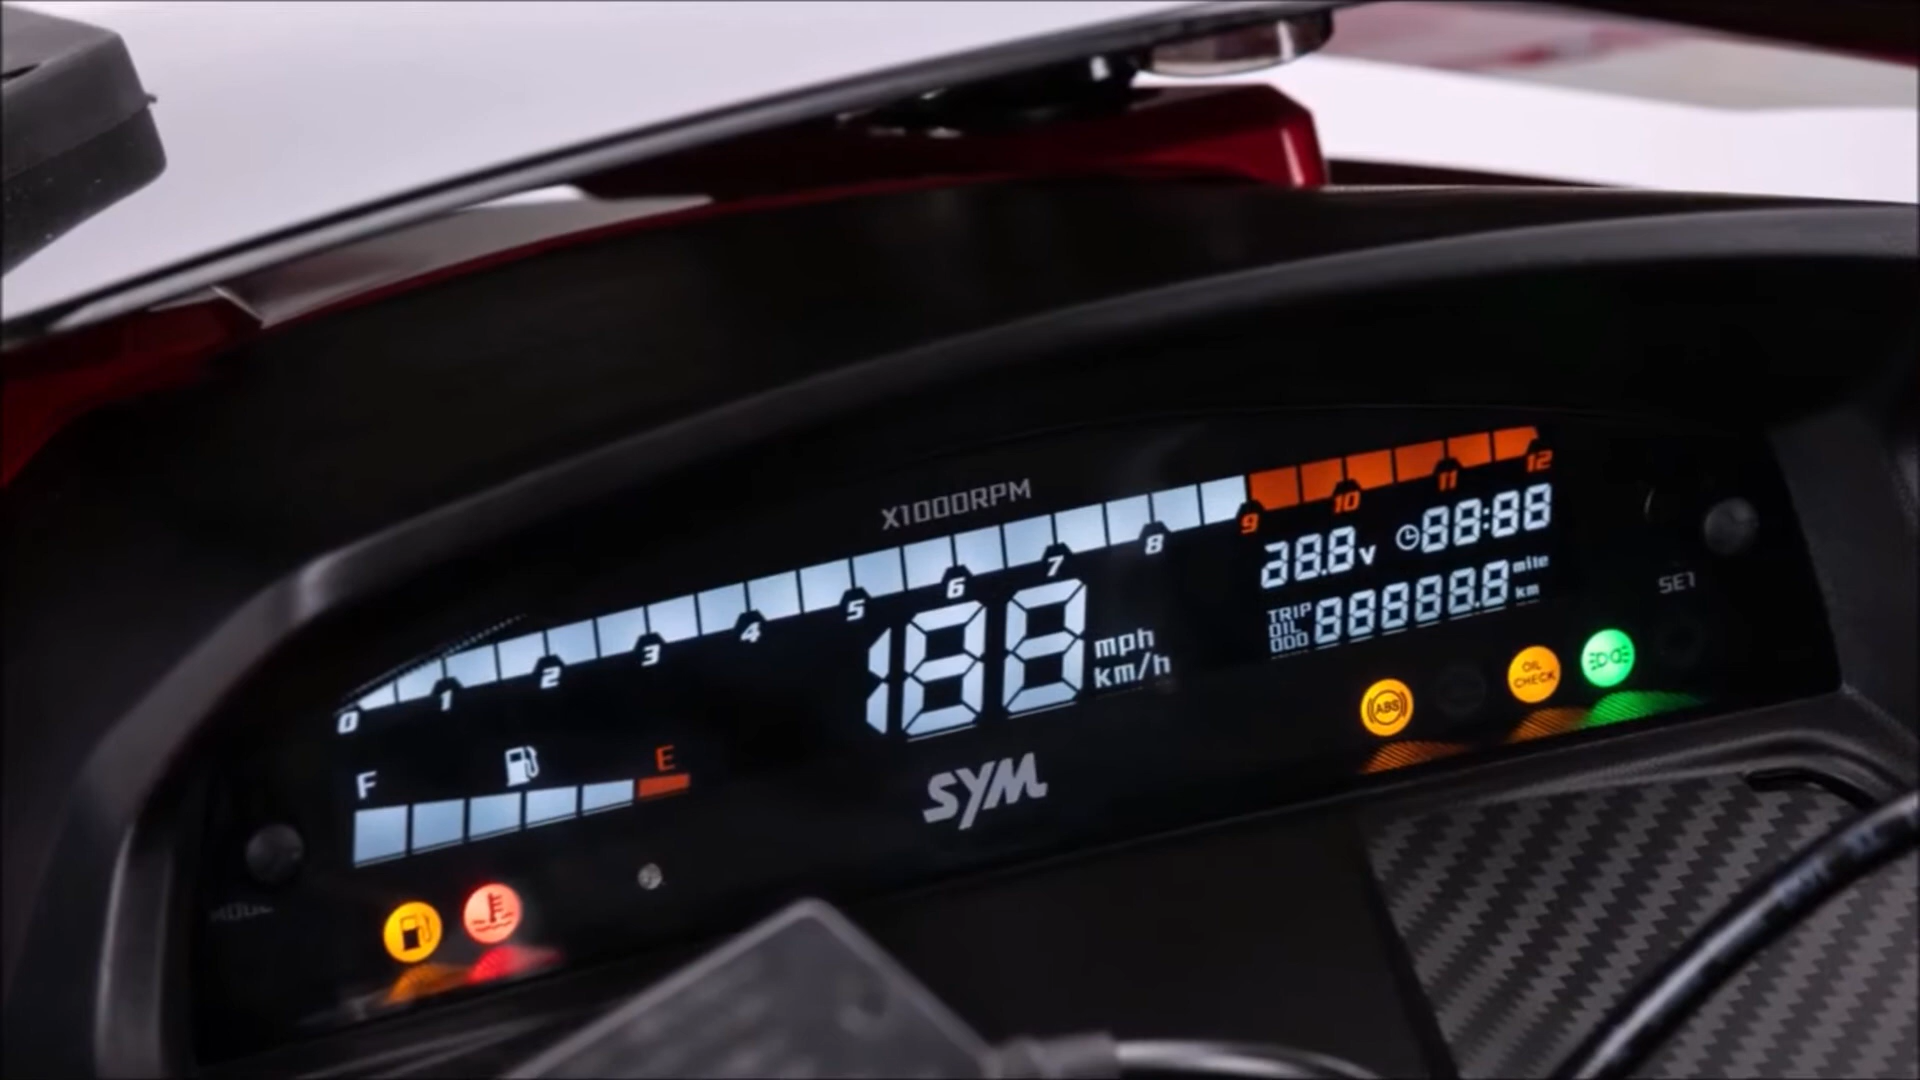 X1000RPM
0 1 2 3 4 5 6 7 8 9 10 11 12
88.8v 88:88
188 mph
km/h
TRIP
OIL
ODO
88888.8 mile
km
SET
F E
SYM
ABS
OIL
CHECK